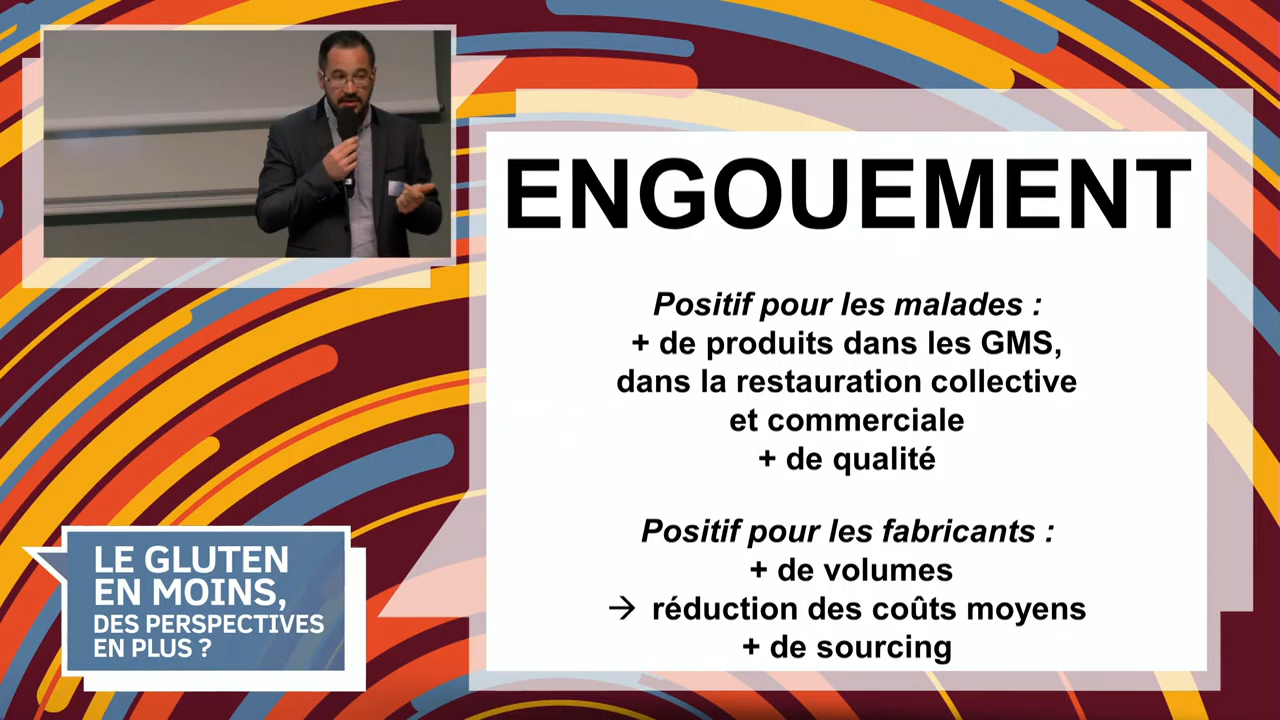 ENGOUEMENT
Positif pour les malades :
+ de produits dans les GMS,
dans la restauration collective
et commerciale
+ de qualité
Positif pour les fabricants :
+ de volumes
→ réduction des coûts moyens
+ de sourcing
LE GLUTEN
EN MOINS,
DES PERSPECTIVES
EN PLUS ?